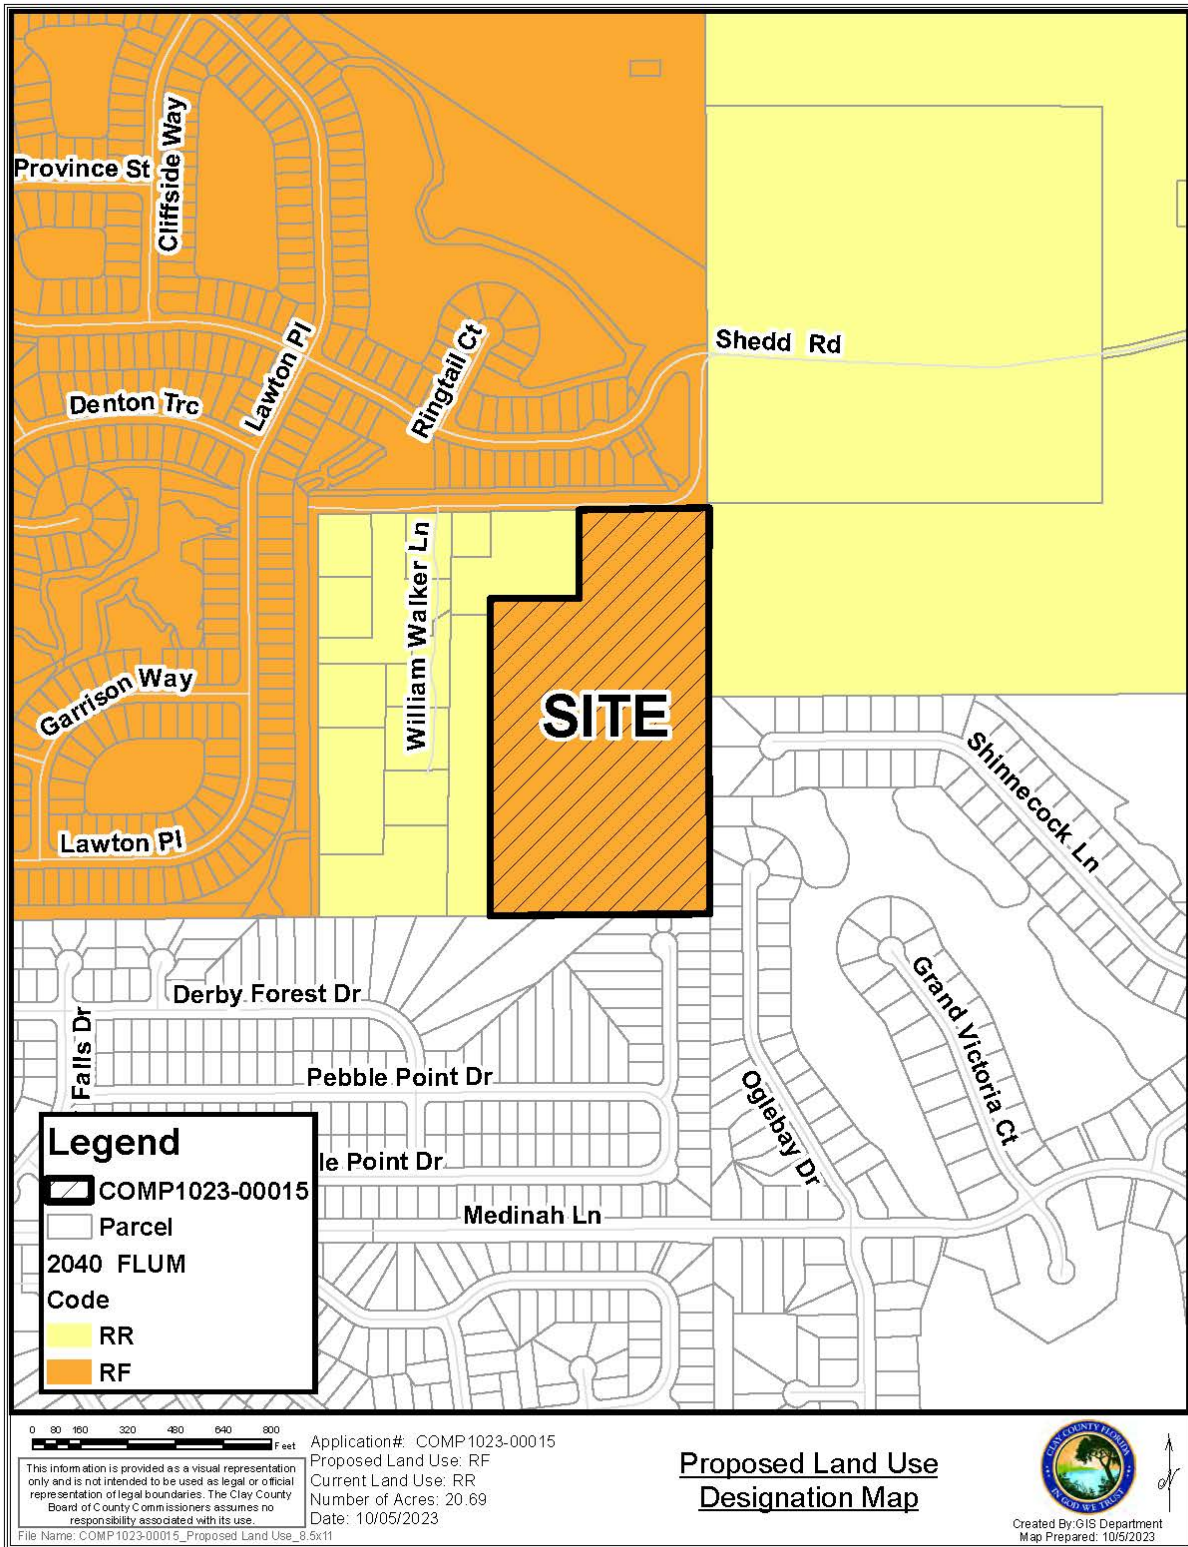 Province St
Cliffside Way
Lawton Pl
Ringtail Ct
Shedd Rd
Denton Trc
William Walker Ln
Garrison Way
SITE
Shinnecock Ln
Lawton Pl
Grand Victoria Ct
Derby Forest Dr
Falls Dr
Pebble Point Dr
Oglebay Dr
le Point Dr
Medinah Ln
Legend
COMP1023-00015
Parcel
2040 FLUM
Code
RR
RF
0 80 160 320 480 640 800
Feet
This information is provided as a visual representation
only and is not intended to be used as legal or official
representation of legal boundaries. The Clay County
Board of County Commissioners assumes no
responsibility associated with its use.
File Name: COMP1023-00015_Proposed Land Use_8.5x11
Application#: COMP1023-00015
Proposed Land Use: RF
Current Land Use: RR
Number of Acres: 20.69
Date: 10/05/2023
Proposed Land Use
Designation Map
CLAY COUNTY FLORIDA
IN GOD WE TRUST
N
Created By:GIS Department
Map Prepared: 10/5/2023